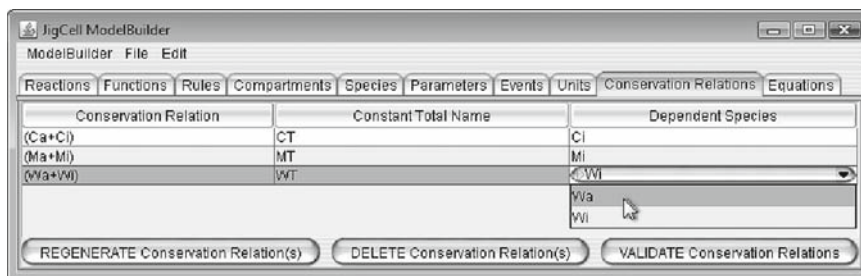 JigCell ModelBuilder
ModelBuilder File Edit
Reactions Functions Rules Compartments Species Parameters Events Units Conservation Relations Equations
Conservation Relation Constant Total Name Dependent Species
(Ca+Ci) CT Ci
(Ma+Mi) MT Mi
(Wa+Wi) WT Wi
Wa
Wi
REGENERATE Conservation Relation(s) DELETE Conservation Relation(s) VALIDATE Conservation Relations